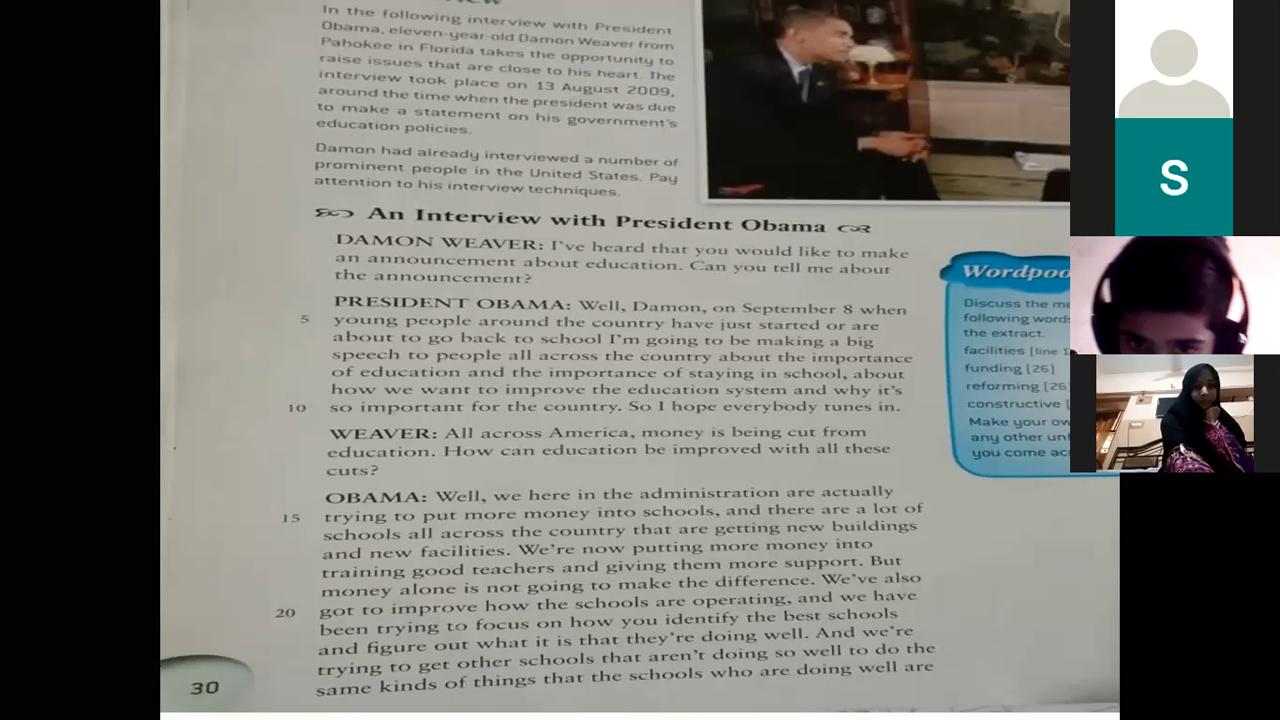 In the following interview with President
Obama, eleven-year-old Damon Weaver from
Pahokee in Florida takes the opportunity to
raise issues that are close to his heart. The
interview took place on 13 August 2009,
around the time when the president was due
to make a statement on his government's
education policies.
Damon had already interviewed a number of
prominent people in the United States. Pay
attention to his interview techniques.
An Interview with President Obama
DAMON WEAVER: I've heard that you would like to make
an announcement about education. Can you tell me about
the announcement?
PRESIDENT OBAMA: Well, Damon, on September 8 when
5 young people around the country have just started or are
about to go back to school I'm going to be making a big
speech to people all across the country about the importance
of education and the importance of staying in school, about
how we want to improve the education system and why it's
10 so important for the country. So I hope everybody tunes in.
WEAVER: All across America, money is being cut from
education. How can education be improved with all these
cuts?
OBAMA: Well, we here in the administration are actually
15 trying to put more money into schools, and there are a lot of
schools all across the country that are getting new buildings
and new facilities. We're now putting more money into
training good teachers and giving them more support. But
money alone is not going to make the difference. We've also
20 got to improve how the schools are operating, and we have
been trying to focus on how you identify the best schools
and figure out what it is that they're doing well. And we're
trying to get other schools that aren't doing so well to do the
same kinds of things that the schools who are doing well are
30
Wordpoo
Discuss the me
following word
the extract.
facilities [line 1
funding [26]
reforming [26
constructive [
Make your ow
any other un
you come ac
S